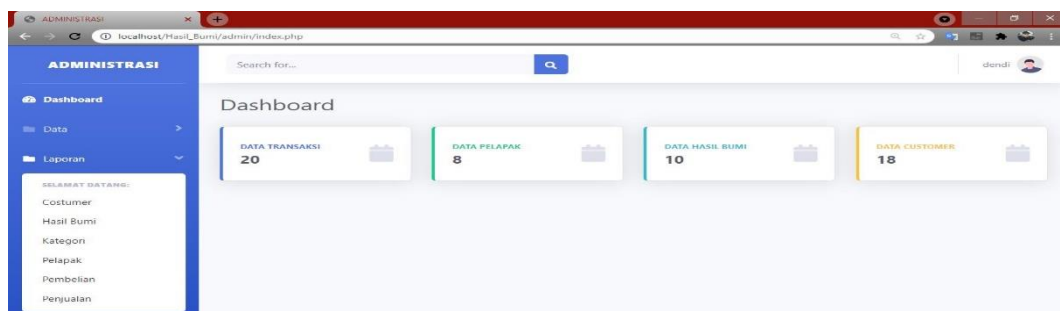 ADMINISTRASI
localhost/Hasil_Bumi/admin/index.php
ADMINISTRASI
Search for...
dendi
Dashboard
Data
Laporan
SELAMAT DATANG:
Costumer
Hasil Bumi
Kategori
Pelapak
Pembelian
Penjualan
Dashboard
DATA TRANSAKSI
20
DATA PELAPAK
8
DATA HASIL BUMI
10
DATA CUSTOMER
18